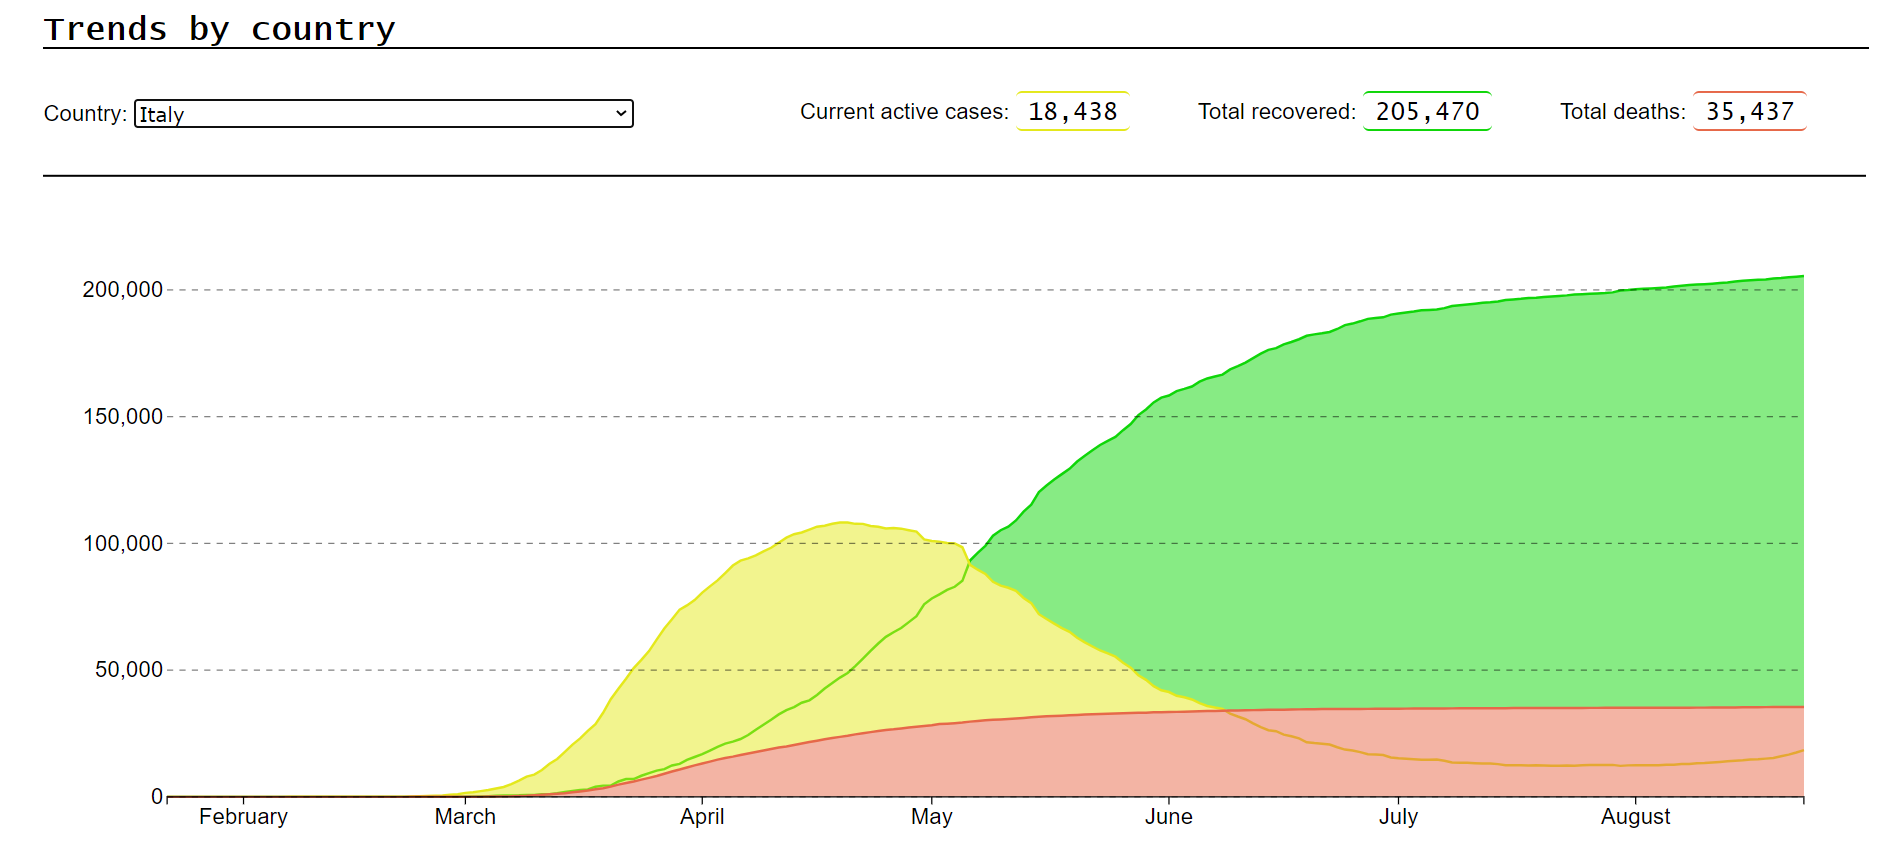 Trends by country
Country: Italy
Current active cases: 18,438
Total recovered: 205,470
Total deaths: 35,437
200,000
150,000
100,000
50,000
0
February March April May June July August